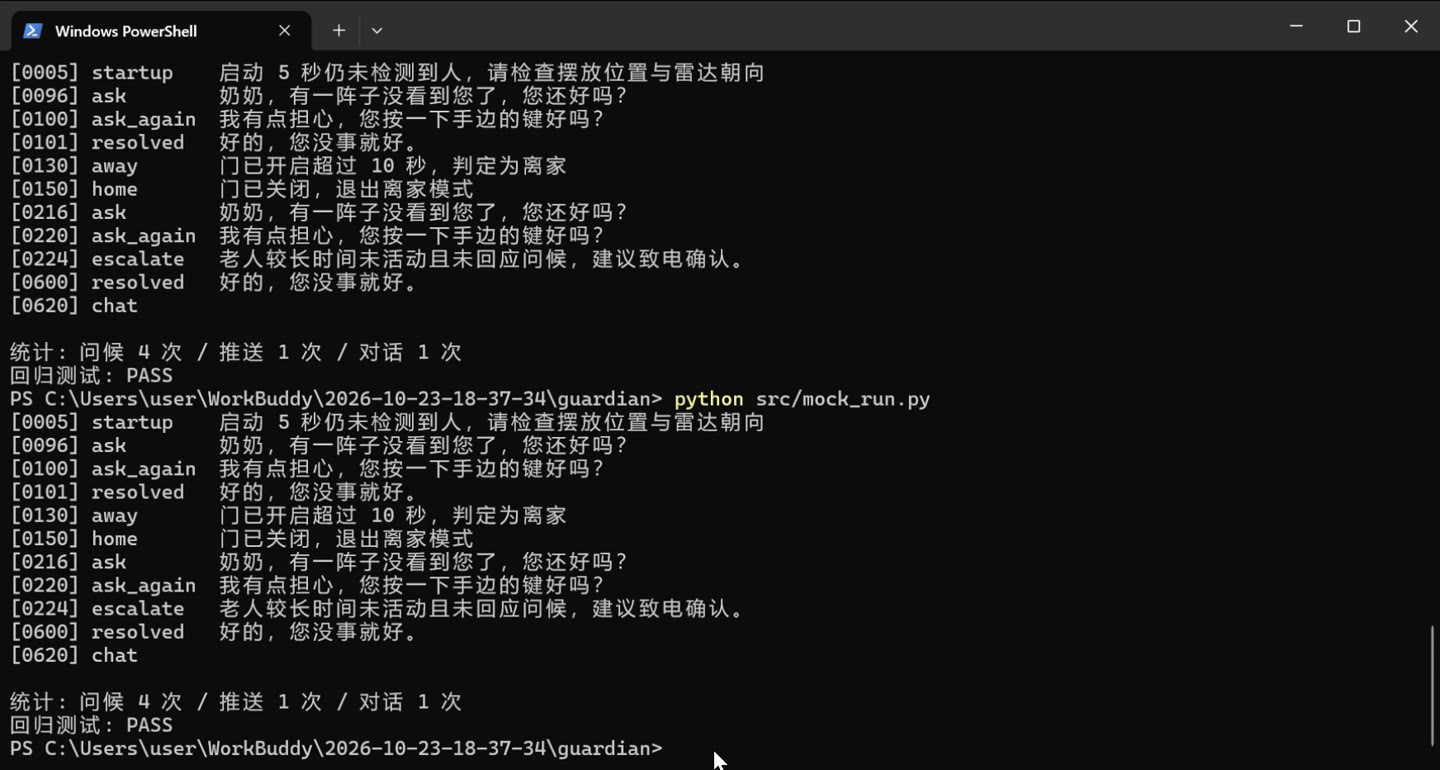 Windows PowerShell
[0005] startup 启动 5 秒仍未检测到人，请检查摆放位置与雷达朝向
[0096] ask 奶奶，有一阵子没看到您了，您还好吗？
[0100] ask_again 我有点担心，您按一下手边的键好吗？
[0101] resolved 好的，您没事就好。
[0130] away 门已开启超过 10 秒，判定为离家
[0150] home 门已关闭，退出离家模式
[0216] ask 奶奶，有一阵子没看到您了，您还好吗？
[0220] ask_again 我有点担心，您按一下手边的键好吗？
[0224] escalate 老人较长时间未活动且未回应问候，建议致电确认。
[0600] resolved 好的，您没事就好。
[0620] chat
统计：问候 4 次 / 推送 1 次 / 对话 1 次
回归测试：PASS
PS C:\Users\user\WorkBuddy\2026-10-23-18-37-34\guardian> python src/mock_run.py
[0005] startup 启动 5 秒仍未检测到人，请检查摆放位置与雷达朝向
[0096] ask 奶奶，有一阵子没看到您了，您还好吗？
[0100] ask_again 我有点担心，您按一下手边的键好吗？
[0101] resolved 好的，您没事就好。
[0130] away 门已开启超过 10 秒，判定为离家
[0150] home 门已关闭，退出离家模式
[0216] ask 奶奶，有一阵子没看到您了，您还好吗？
[0220] ask_again 我有点担心，您按一下手边的键好吗？
[0224] escalate 老人较长时间未活动且未回应问候，建议致电确认。
[0600] resolved 好的，您没事就好。
[0620] chat
统计：问候 4 次 / 推送 1 次 / 对话 1 次
回归测试：PASS
PS C:\Users\user\WorkBuddy\2026-10-23-18-37-34\guardian>